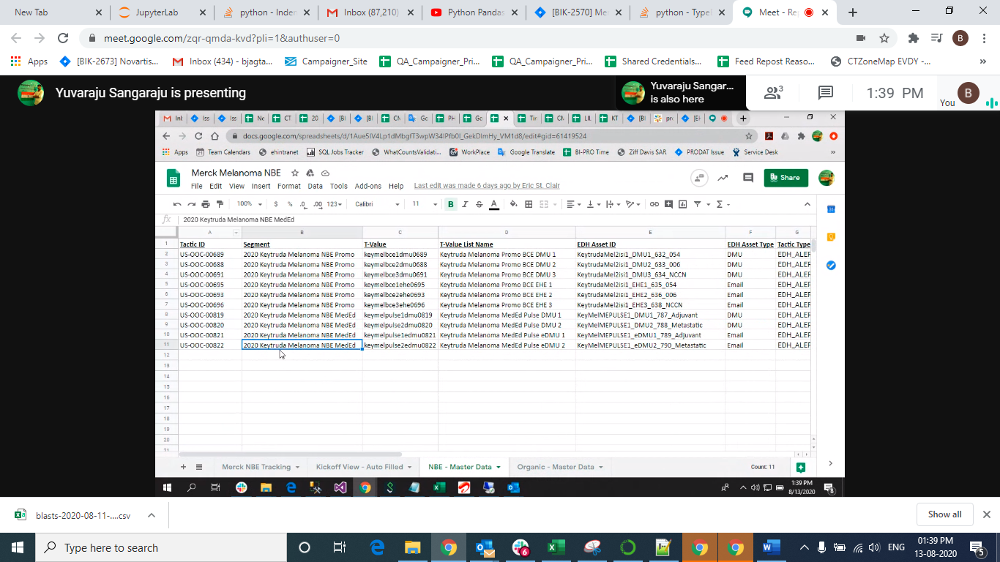 New Tab
JupyterLab
python - Inde
Inbox (87,210)
Python Pandas
[BIK-2570] Me
python - Type
Meet - Re
meet.google.com/zqr-qmda-kvd?pli=1&authuser=0
B
Apps
[BIK-2673] Novartis...
Inbox (434) - bjagta...
Campaigner_Site
QA_Campaigner_Pri...
QA_Campaigner_Pri...
Shared Credentials...
Feed Repost Reaso...
CTZoneMap EVDY -...
Yuvaraju Sangaraju is presenting
Yuvaraju Sangar...
is also here
3
1:39 PM
You
B
docs.google.com/spreadsheets/d/1Aue5IV4Lp1dMbgfT3wpW34lPfb0I_GekDlmHy_VM1d8/edit#gid=61419524
Apps
Team Calendars
ehintranet
SQL Jobs Tracker
WhatCountsValidati...
WorkPlace
Google Translate
BI-PRO Time
Ziff Davis SAR
PRODAT Issue
Service Desk
Merck Melanoma NBE
File Edit View Insert Format Data Tools Add-ons Help
Last edit was made 6 days ago by Eric St. Clair
Share
100% $ % .0 .00 123 Calibri 11 B I S A
fx 2020 Keytruda Melanoma NBE MedEd
A B C D E F G
1 Tactic ID Segment T-Value T-Value List Name EDH Asset ID EDH Asset Type Tactic Type
2 US-OOC-00689 2020 Keytruda Melanoma NBE Promo keymelbce1dmu0689 Keytruda Melanoma Promo BCE DMU 1 KeytrudaMel2isi1_DMU1_632_054 DMU EDH_ALER
3 US-OOC-00688 2020 Keytruda Melanoma NBE Promo keymelbce2dmu0688 Keytruda Melanoma Promo BCE DMU 2 KeytrudaMel2isi1_DMU2_633_006 DMU EDH_ALER
4 US-OOC-00691 2020 Keytruda Melanoma NBE Promo keymelbce3dmu0691 Keytruda Melanoma Promo BCE DMU 3 KeytrudaMel2isi1_DMU3_634_NCCN DMU EDH_ALER
5 US-OOC-00695 2020 Keytruda Melanoma NBE Promo keymelbce1ehe0695 Keytruda Melanoma Promo BCE EHE 1 KeytrudaMel2isi1_EHE1_635_054 Email EDH_ALER
6 US-OOC-00693 2020 Keytruda Melanoma NBE Promo keymelbce2ehe0693 Keytruda Melanoma Promo BCE EHE 2 KeytrudaMel2isi1_EHE2_636_006 Email EDH_ALER
7 US-OOC-00696 2020 Keytruda Melanoma NBE Promo keymelbce3ehe0696 Keytruda Melanoma Promo BCE EHE 3 KeytrudaMel2isi1_EHE3_638_NCCN Email EDH_ALER
8 US-OOC-00819 2020 Keytruda Melanoma NBE MedEd keymelpulse1dmu0819 Keytruda Melanoma MedEd Pulse DMU 1 KeyMelMEPULSE1_DMU1_787_Adjuvant DMU EDH_ALER
9 US-OOC-00820 2020 Keytruda Melanoma NBE MedEd keymelpulse2dmu0820 Keytruda Melanoma MedEd Pulse DMU 2 KeyMelMEPULSE1_DMU2_788_Metastatic DMU EDH_ALER
10 US-OOC-00821 2020 Keytruda Melanoma NBE MedEd keymelpulse1edmu0821 Keytruda Melanoma MedEd Pulse eDMU 1 KeyMelMEPULSE1_eDMU1_789_Adjuvant Email EDH_ALER
11 US-OOC-00822 2020 Keytruda Melanoma NBE MedEd keymelpulse2edmu0822 Keytruda Melanoma MedEd Pulse eDMU 2 KeyMelMEPULSE1_eDMU2_790_Metastatic Email EDH_ALER
12
13
14
15
16
17
18
19
20
21
Merck NBE Tracking
Kickoff View - Auto Filled
NBE - Master Data
Organic - Master Data
Count: 11
1:39 PM
8/13/2020
8
blasts-2020-08-11-....csv
Show all
Type here to search
6
ENG
01:39 PM
13-08-2020
5